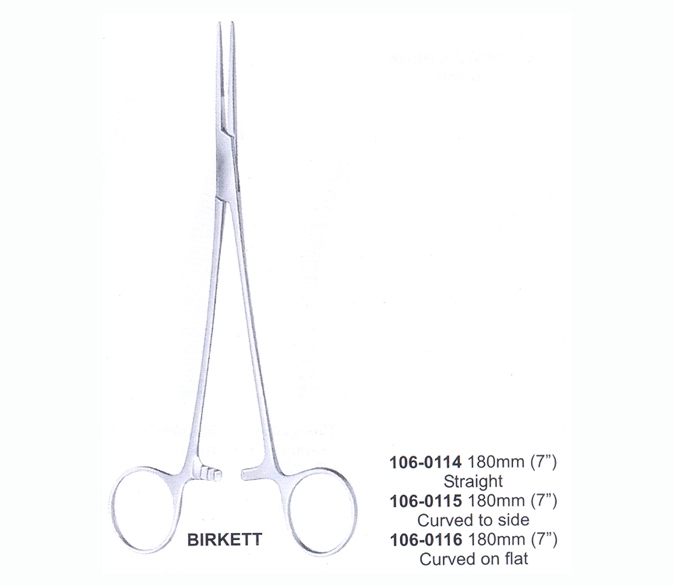 106-0114 180mm (7”)
Straight
106-0115 180mm (7”)
Curved to side
BIRKETT
106-0116 180mm (7”)
Curved on flat